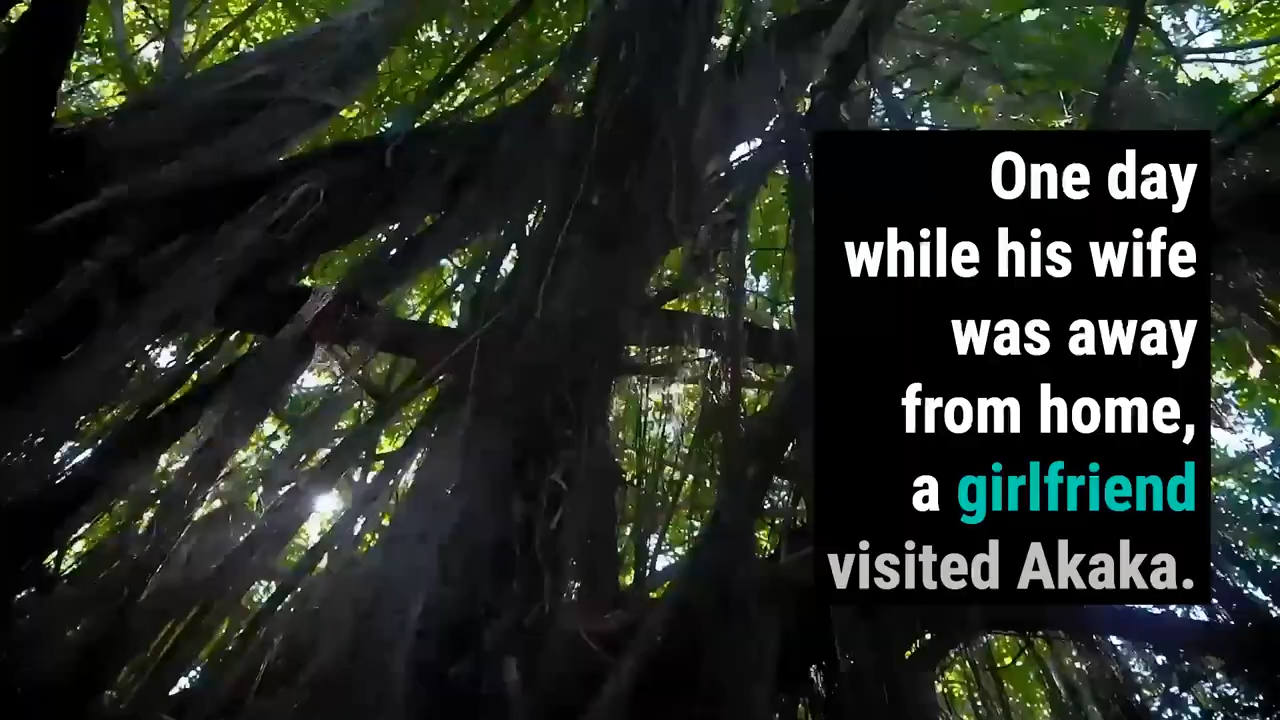 One day
while his wife
was away
from home,
a girlfriend
visited Akaka.